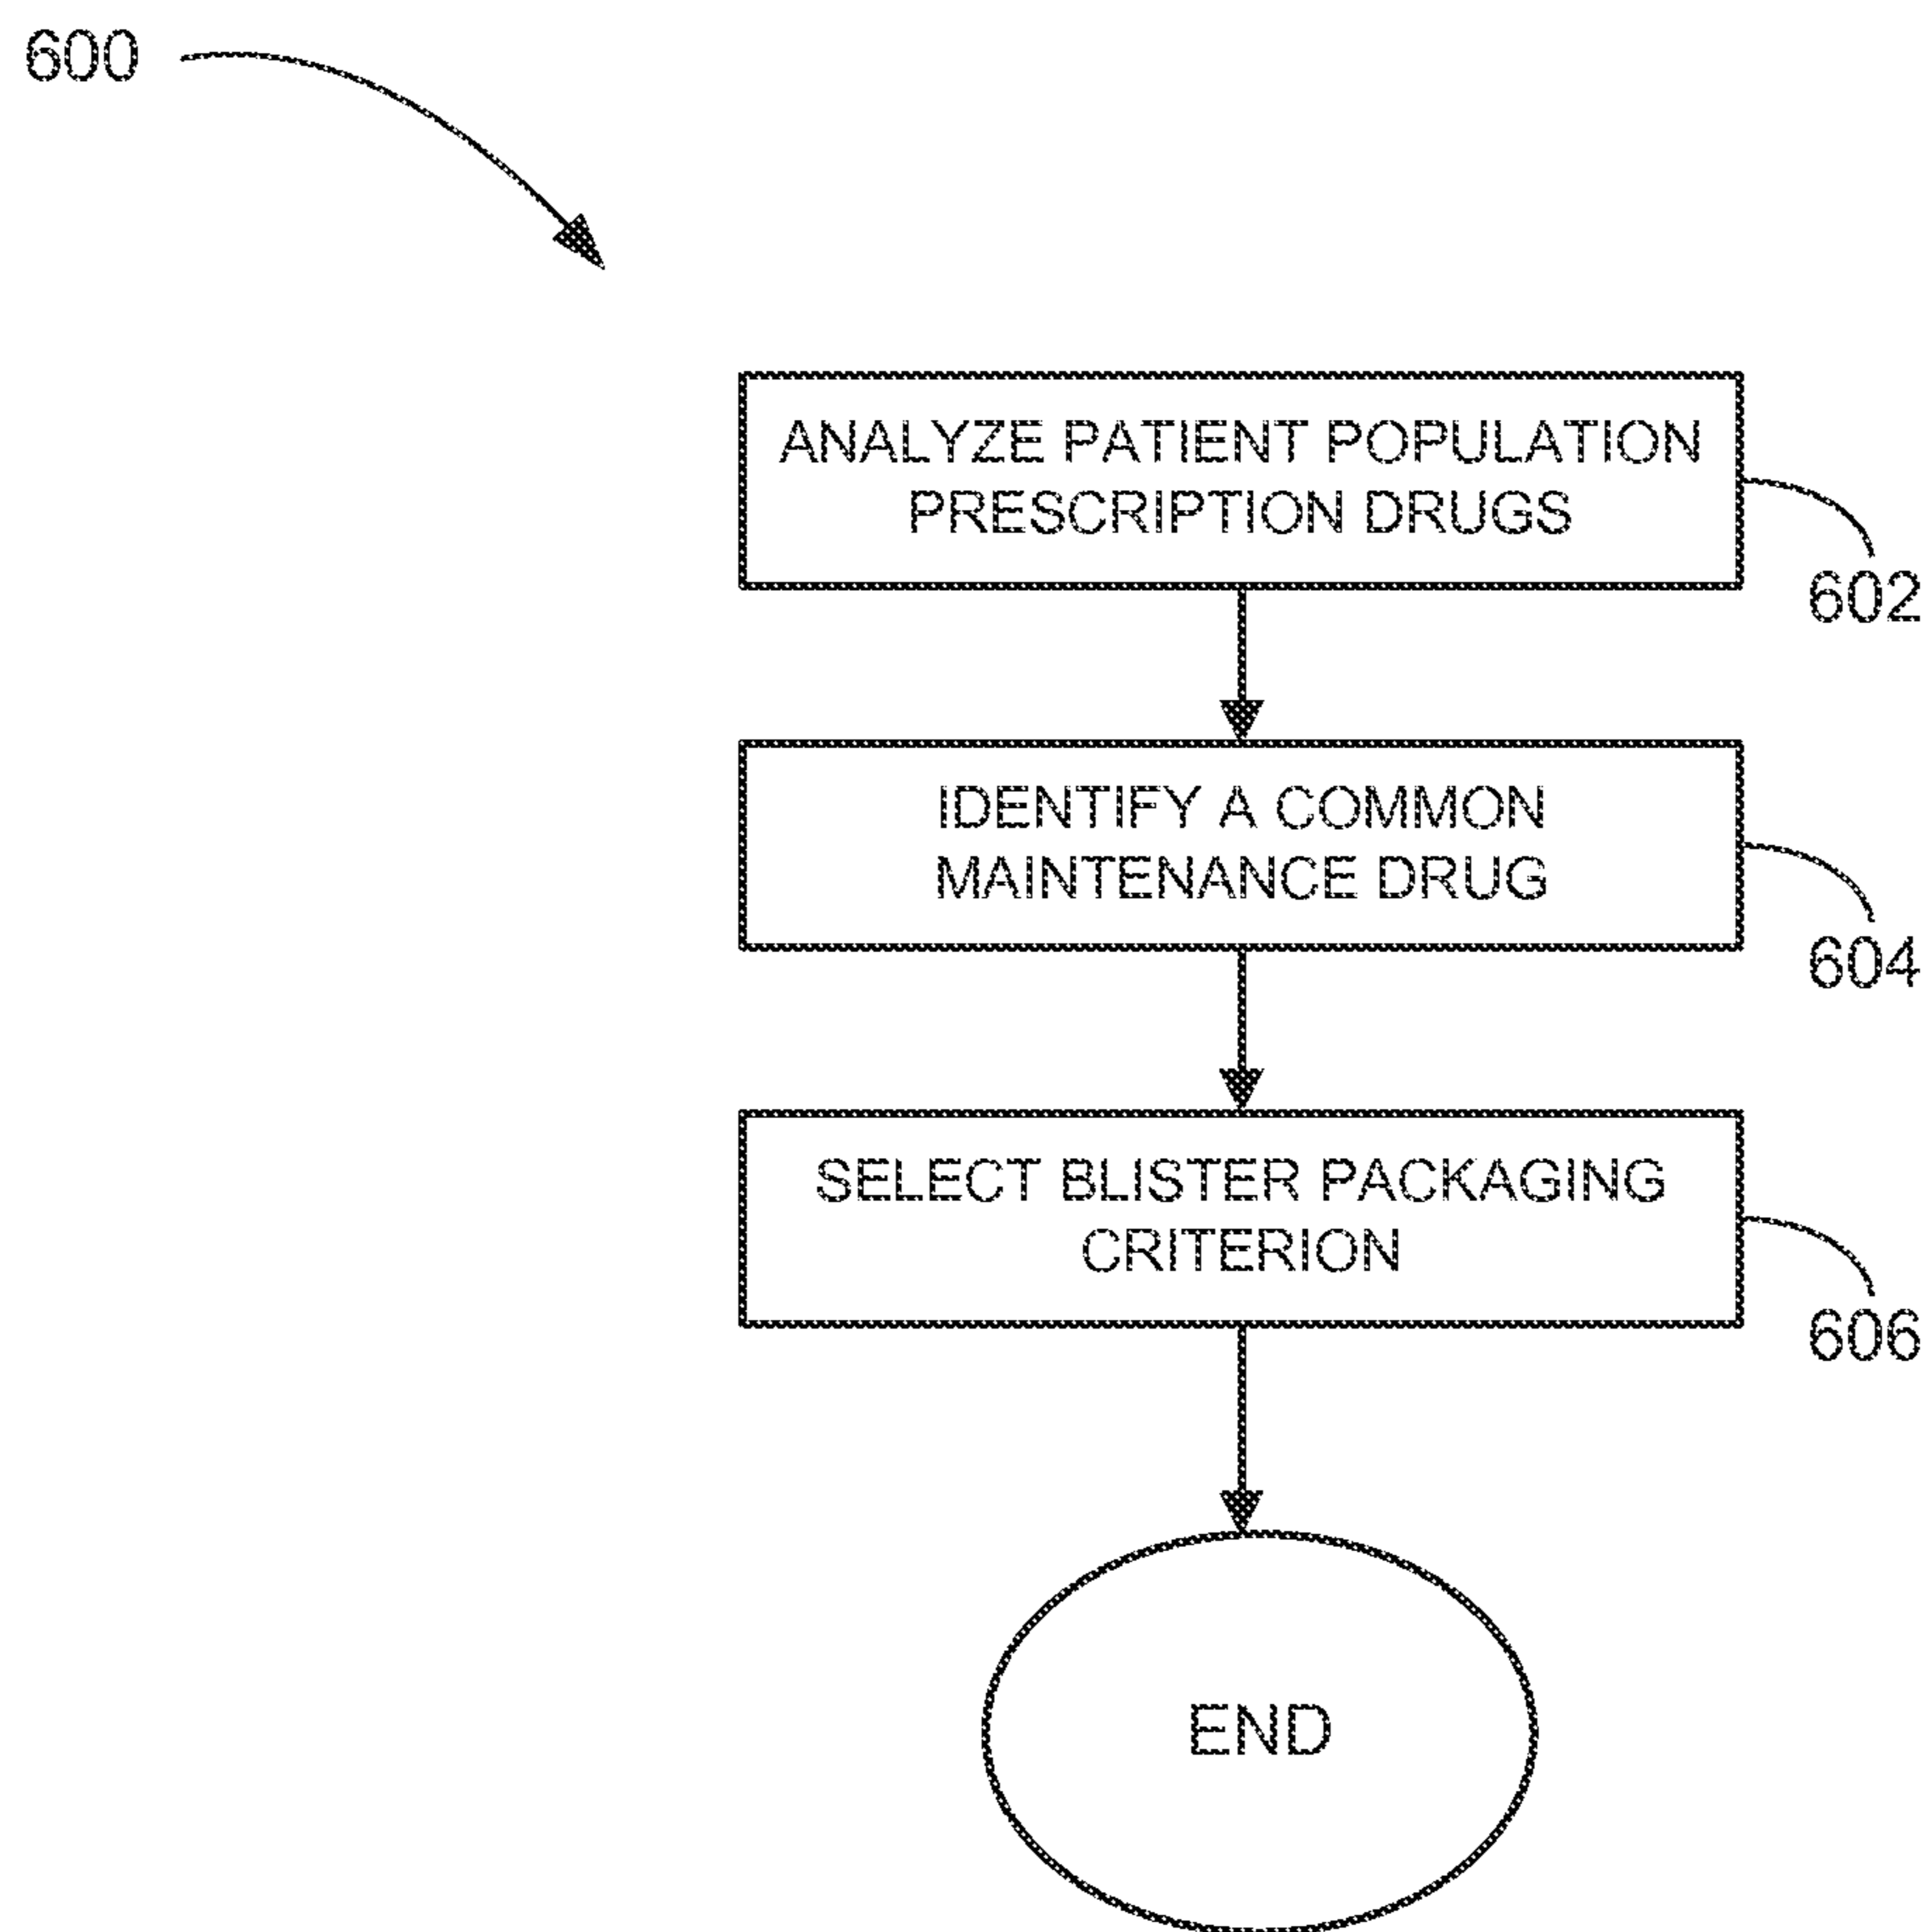 600
ANALYZE PATIENT POPULATION
PRESCRIPTION DRUGS
602
IDENTIFY A COMMON
MAINTENANCE DRUG
604
SELECT BLISTER PACKAGING
CRITERION
606
END